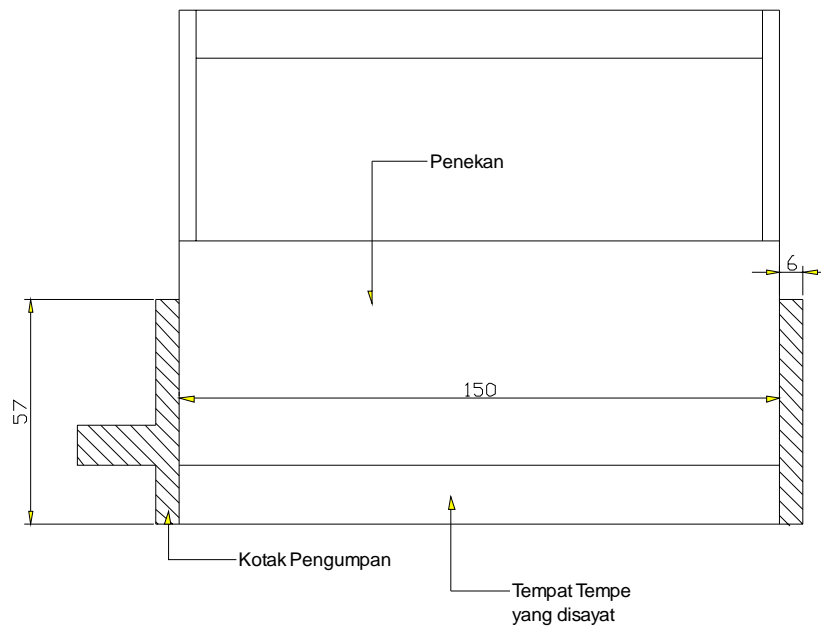 Penekan
6
150
57
Kotak Pengumpan
Tempat Tempe
yang disayat